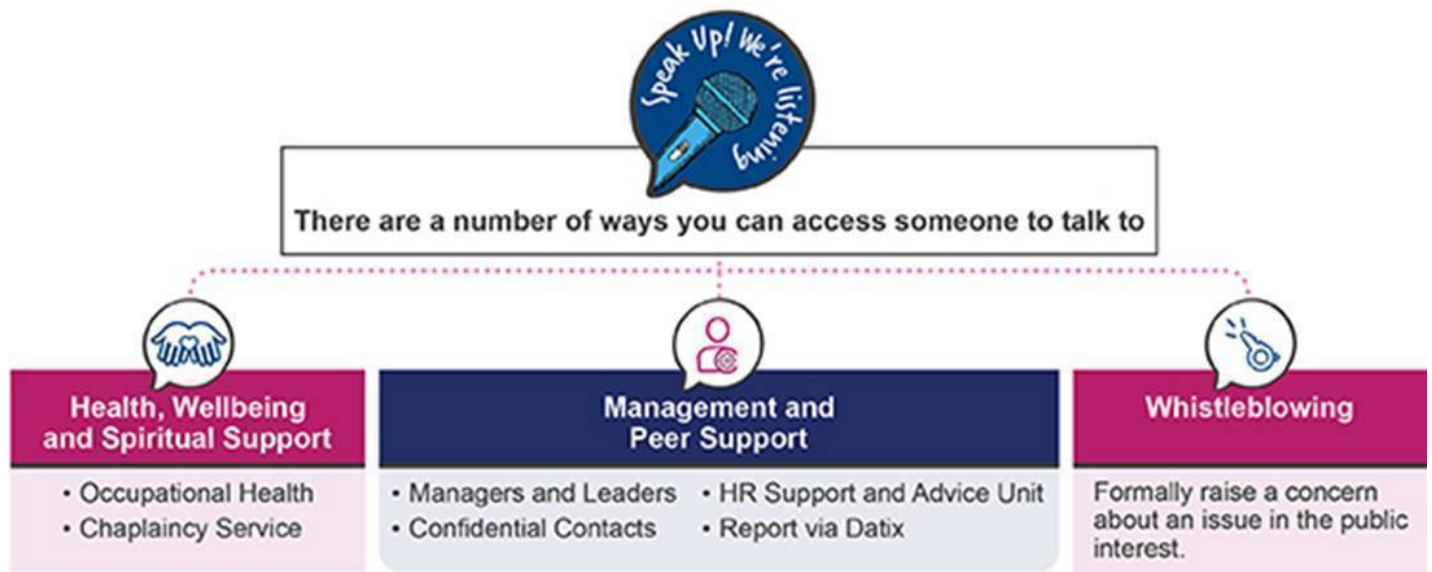 Speak Up! We're listening
There are a number of ways you can access someone to talk to
Health, Wellbeing
and Spiritual Support
• Occupational Health
• Chaplaincy Service
Management and
Peer Support
• Managers and Leaders
• Confidential Contacts
• HR Support and Advice Unit
• Report via Datix
Whistleblowing
Formally raise a concern
about an issue in the public
interest.